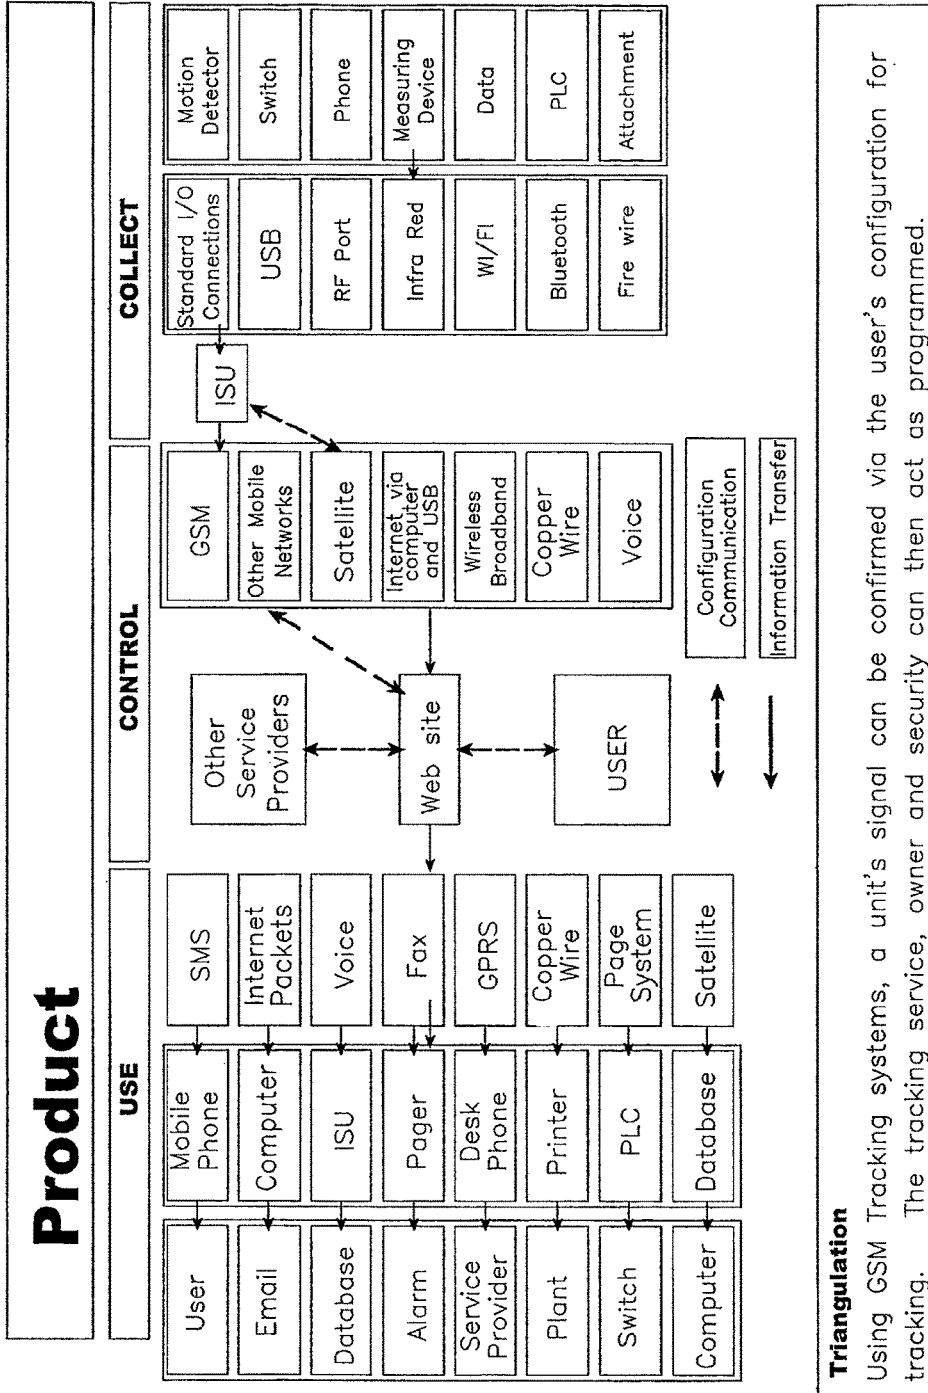 Product
USE
CONTROL
COLLECT
User
Email
Database
Alarm
Service
Provider
Plant
Switch
Computer
Mobile
Phone
Computer
ISU
Pager
Desk
Phone
Printer
PLC
Database
SMS
Internet
Packets
Voice
Fax
GPRS
Copper
Wire
Page
System
Satellite
Other
Service
Providers
Web site
USER
GSM
Other Mobile
Networks
Satellite
Internet via
computer
and USB
Wireless
Broadband
Copper
Wire
Voice
ISU
Standard I/O
Connections
USB
RF Port
Infra Red
WI/FI
Bluetooth
Fire wire
Motion
Detector
Switch
Phone
Measuring
Device
Data
PLC
Attachment
Configuration
Communication
Information Transfer
Triangulation
Using GSM Tracking systems, a unit's signal can be confirmed via the user's configuration for
tracking. The tracking service, owner and security can then act as programmed.